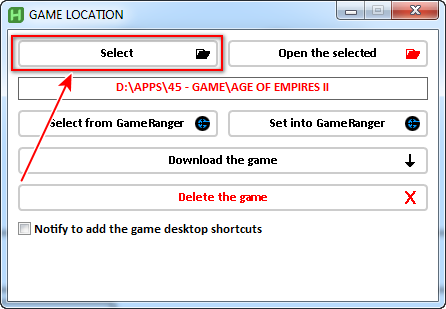 GAME LOCATION
Select
Open the selected
D:\APPS\45 - GAME\AGE OF EMPIRES II
Select from GameRanger
Set into GameRanger
Download the game
Delete the game
Notify to add the game desktop shortcuts